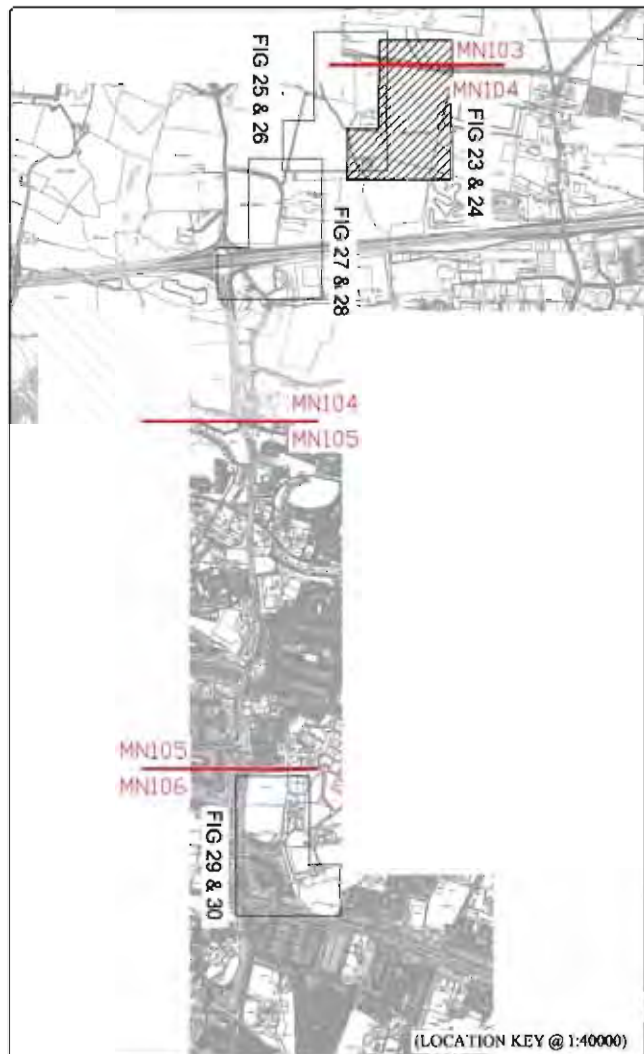 MN103
MN104
FIG 25 & 26
FIG 23 & 24
FIG 27 & 28
MN104
MN105
MN105
MN106
FIG 29 & 30
(LOCATION KEY @ 1:40000)